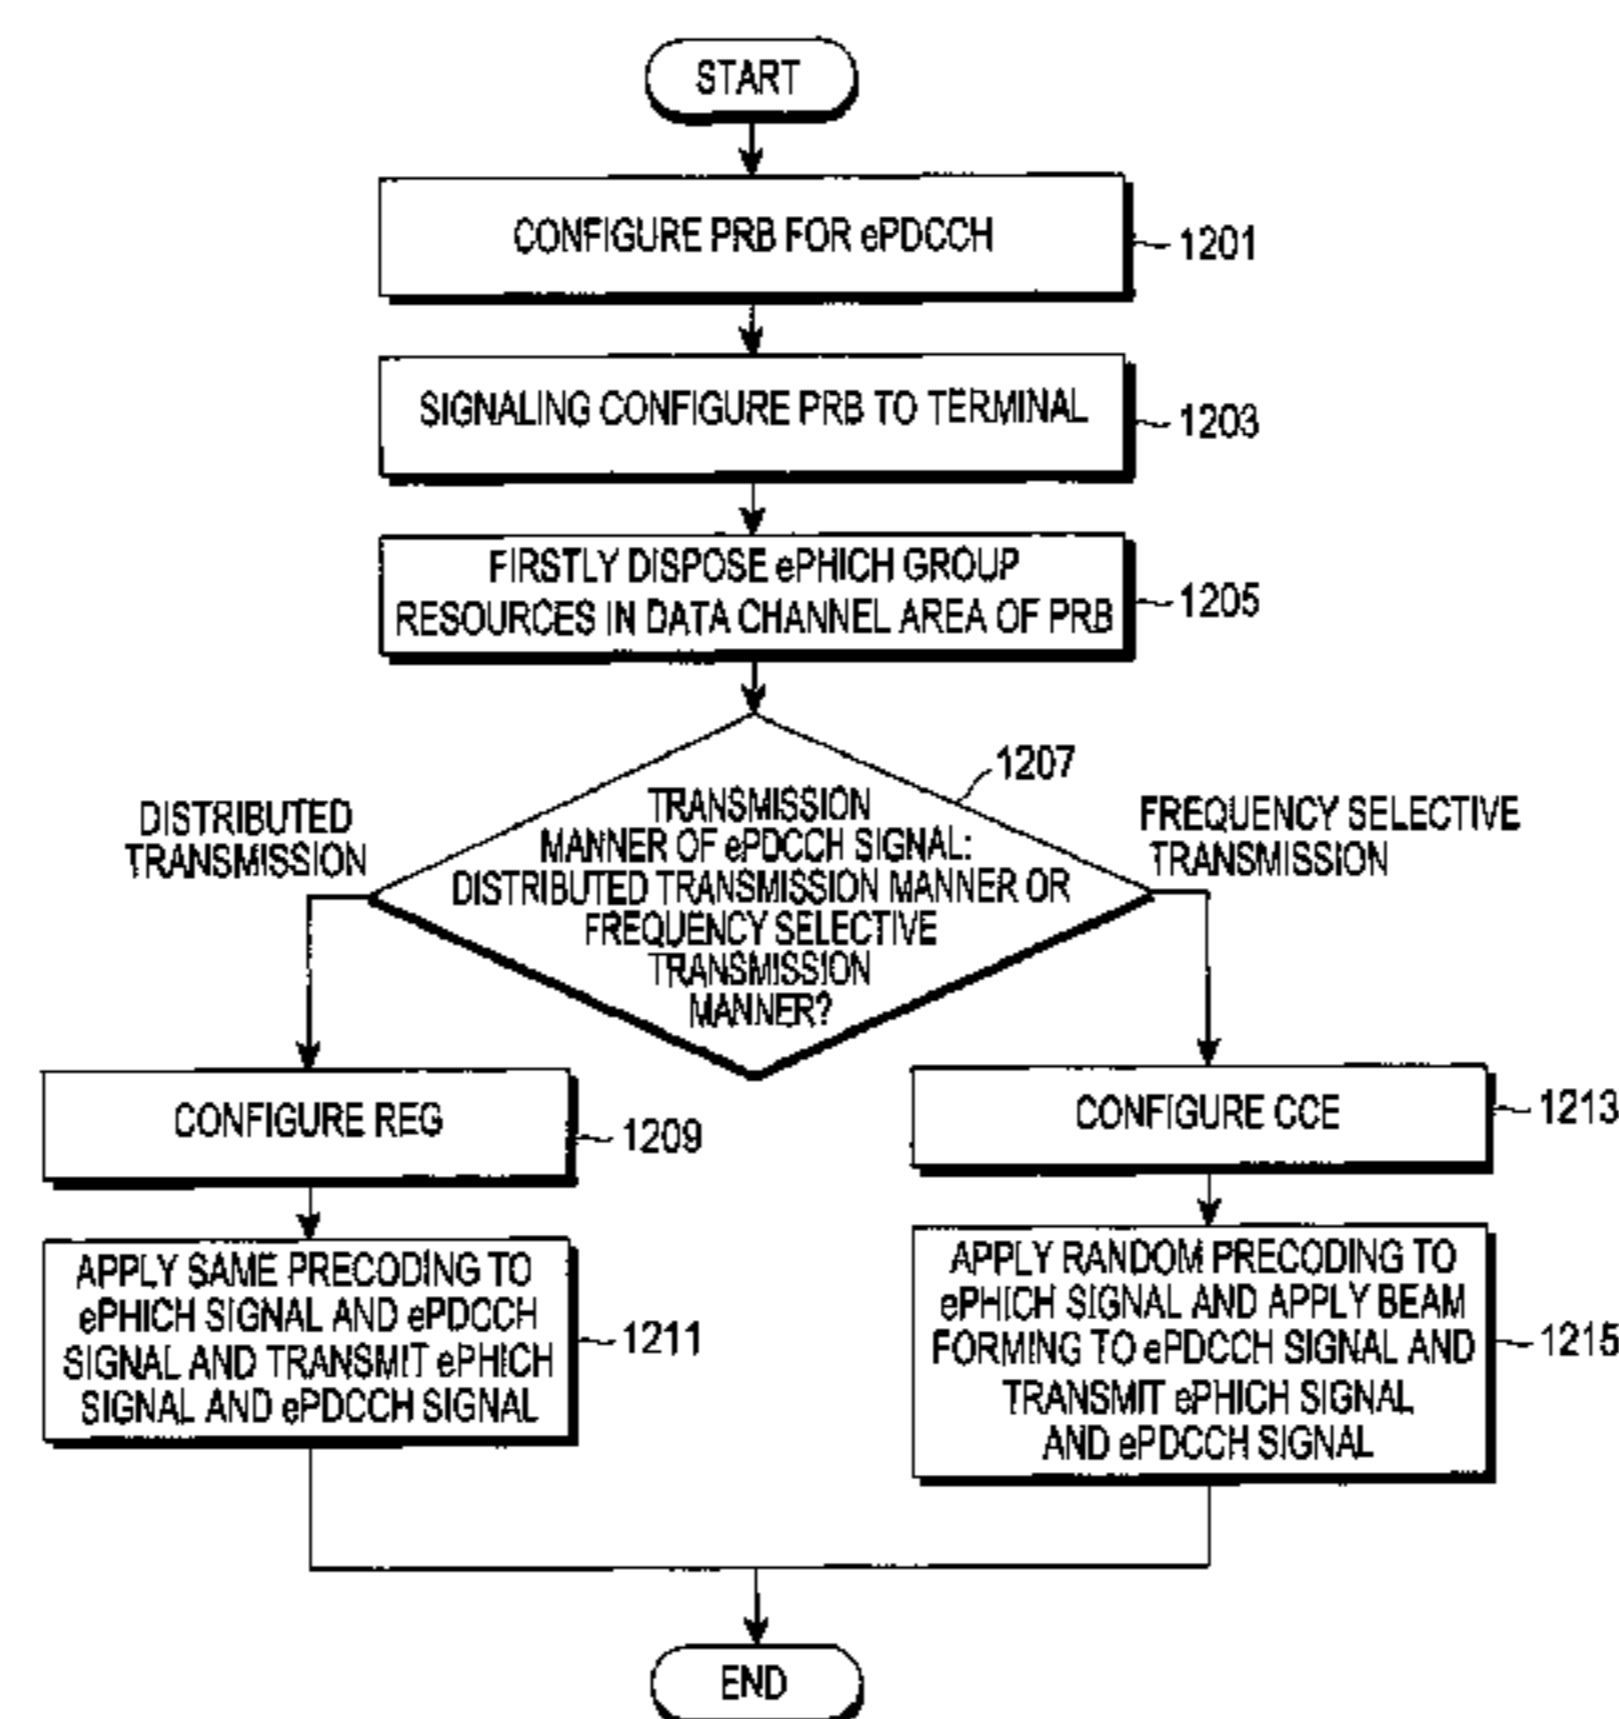 START
CONFIGURE PRB FOR ePDCCH
1201
SIGNALING CONFIGURE PRB TO TERMINAL
1203
FIRSTLY DISPOSE ePHICH GROUP
RESOURCES IN DATA CHANNEL AREA OF PRB
1205
1207
TRANSMISSION
MANNER OF ePDCCH SIGNAL:
DISTRIBUTED TRANSMISSION MANNER OR
FREQUENCY SELECTIVE
TRANSMISSION
MANNER?
DISTRIBUTED
TRANSMISSION
FREQUENCY SELECTIVE
TRANSMISSION
CONFIGURE REG
1209
APPLY SAME PRECODING TO
ePHICH SIGNAL AND ePDCCH
SIGNAL AND TRANSMIT ePHICH
SIGNAL AND ePDCCH SIGNAL
1211
CONFIGURE CCE
1213
APPLY RANDOM PRECODING TO
ePHICH SIGNAL AND APPLY BEAM
FORMING TO ePDCCH SIGNAL AND
TRANSMIT ePHICH SIGNAL
AND ePDCCH SIGNAL
1215
END